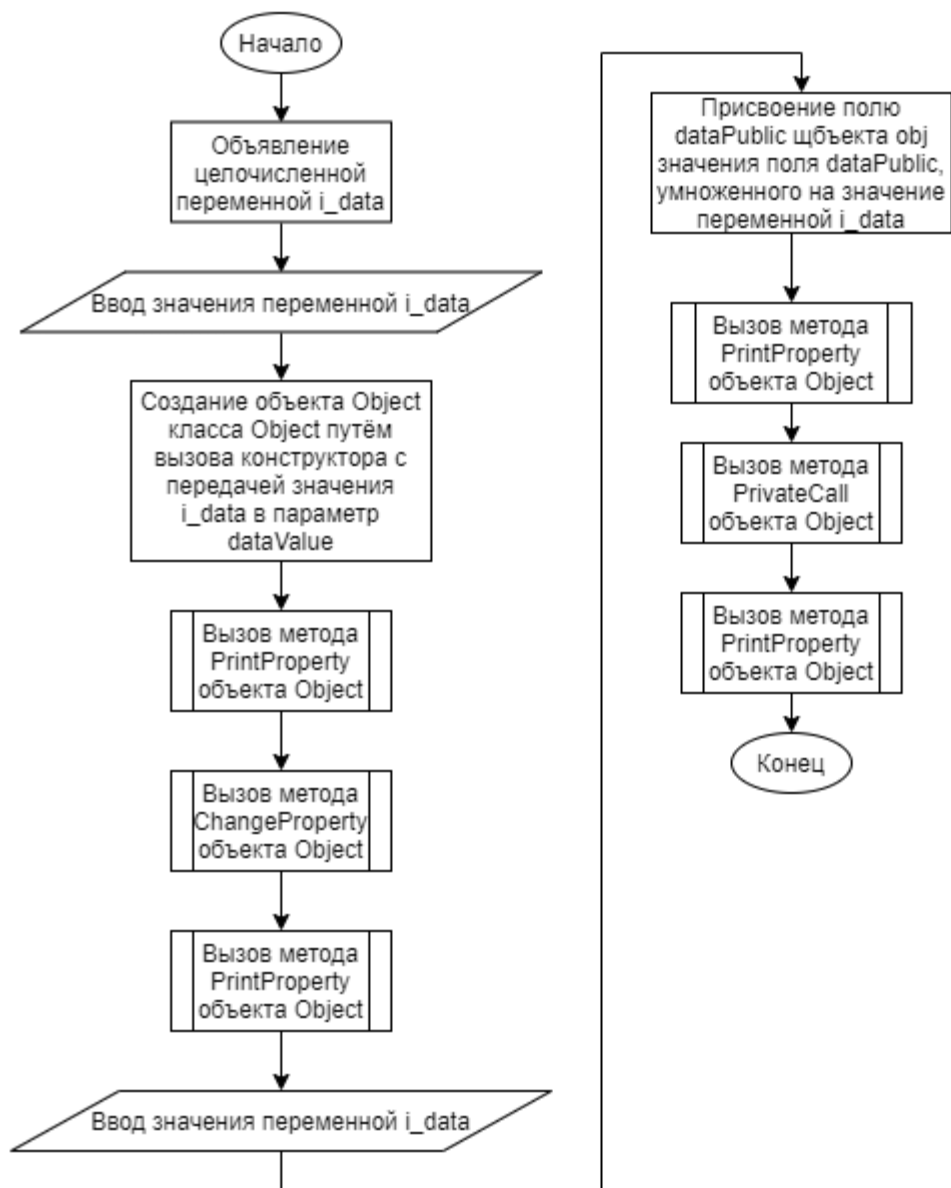 Начало
Объявление
целочисленной
переменной i_data
Ввод значения переменной i_data
Создание объекта Object
класса Object путём
вызова конструктора с
передачей значения
i_data в параметр
dataValue
Вызов метода
PrintProperty
объекта Object
Вызов метода
ChangeProperty
объекта Object
Вызов метода
PrintProperty
объекта Object
Ввод значения переменной i_data
Присвоение полю
dataPublic щбъекта obj
значения поля dataPublic,
умноженного на значение
переменной i_data
Вызов метода
PrintProperty
объекта Object
Вызов метода
PrivateCall
объекта Object
Вызов метода
PrintProperty
объекта Object
Конец